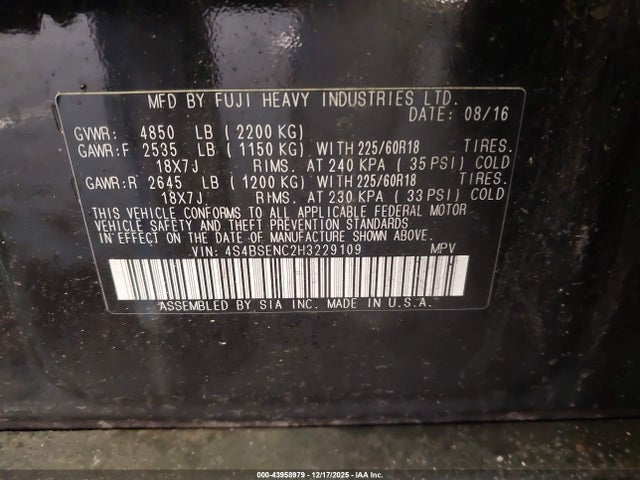 MFD BY FUJI HEAVY INDUSTRIES LTD.
DATE: 08/16
GVWR: 4850 LB (2200 KG)
GAWR:F 2535 LB (1150 KG) WITH 225/60R18 TIRES.
18X7J RIMS. AT 240 KPA (35 PSI) COLD
GAWR:R 2645 LB (1200 KG) WITH 225/60R18 TIRES.
18X7J RIMS. AT 230 KPA (33 PSI) COLD
THIS VEHICLE CONFORMS TO ALL APPLICABLE FEDERAL MOTOR
VEHICLE SAFETY AND THEFT PREVENTION STANDARDS
IN EFFECT ON THE DATE OF MANUFACTURE SHOWN ABOVE.
VIN: 4S4BSENC2H3229109 MPV
ASSEMBLED BY SIA INC. MADE IN U.S.A.
000-43958979 - 12/17/2025 - IAA Inc.